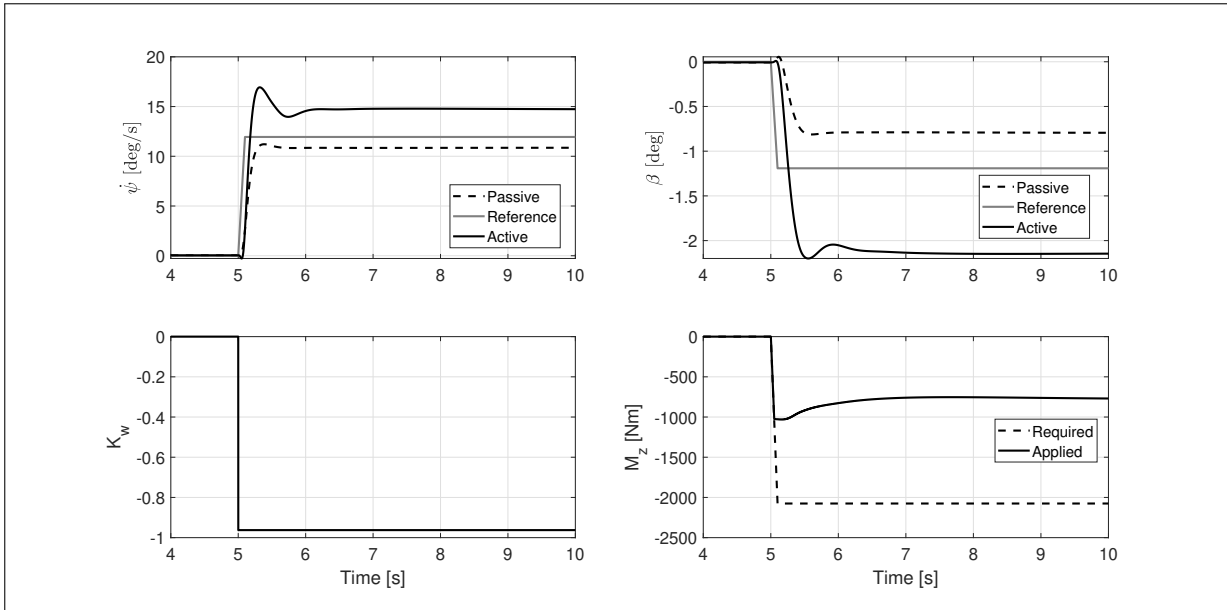 20
15
10
5
0
4 5 6 7 8 9 10
ψ̇ [deg/s]
Passive
Reference
Active
0
-0.5
-1
-1.5
-2
4 5 6 7 8 9 10
β [deg]
Passive
Reference
Active
0
-0.2
-0.4
-0.6
-0.8
-1
4 5 6 7 8 9 10
K_w
Time [s]
0
-500
-1000
-1500
-2000
-2500
4 5 6 7 8 9 10
M_z [Nm]
Required
Applied
Time [s]